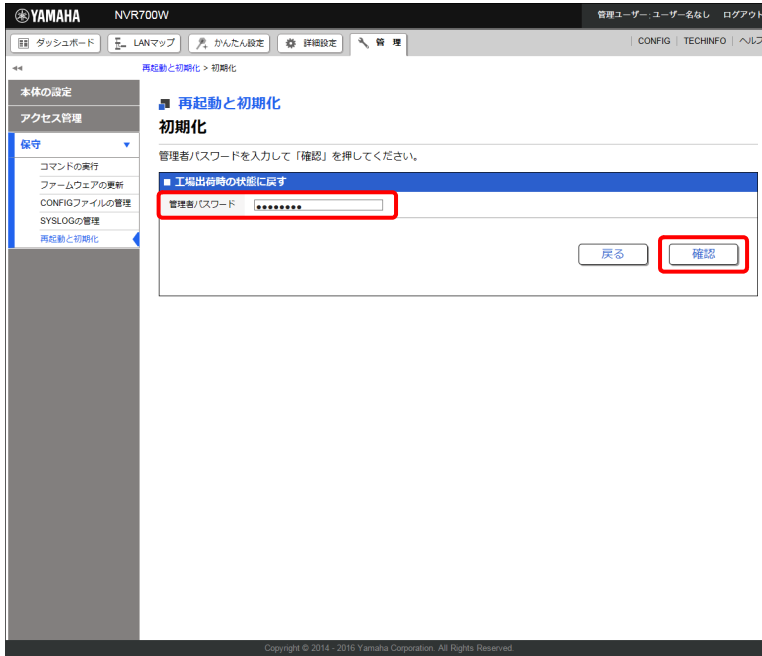 YAMAHA NVR700W 管理ユーザー：ユーザー名なし ログアウト
ダッシュボード LANマップ かんたん設定 詳細設定 管 理 CONFIG TECHINFO ヘルプ
再起動と初期化 > 初期化
本体の設定
アクセス管理
保守
コマンドの実行
ファームウェアの更新
CONFIGファイルの管理
SYSLOGの管理
再起動と初期化
再起動と初期化
初期化
管理者パスワードを入力して「確認」を押してください。
工場出荷時の状態に戻す
管理者パスワード ●●●●●●●●
戻る 確認
Copyright © 2014 - 2016 Yamaha Corporation. All Rights Reserved.